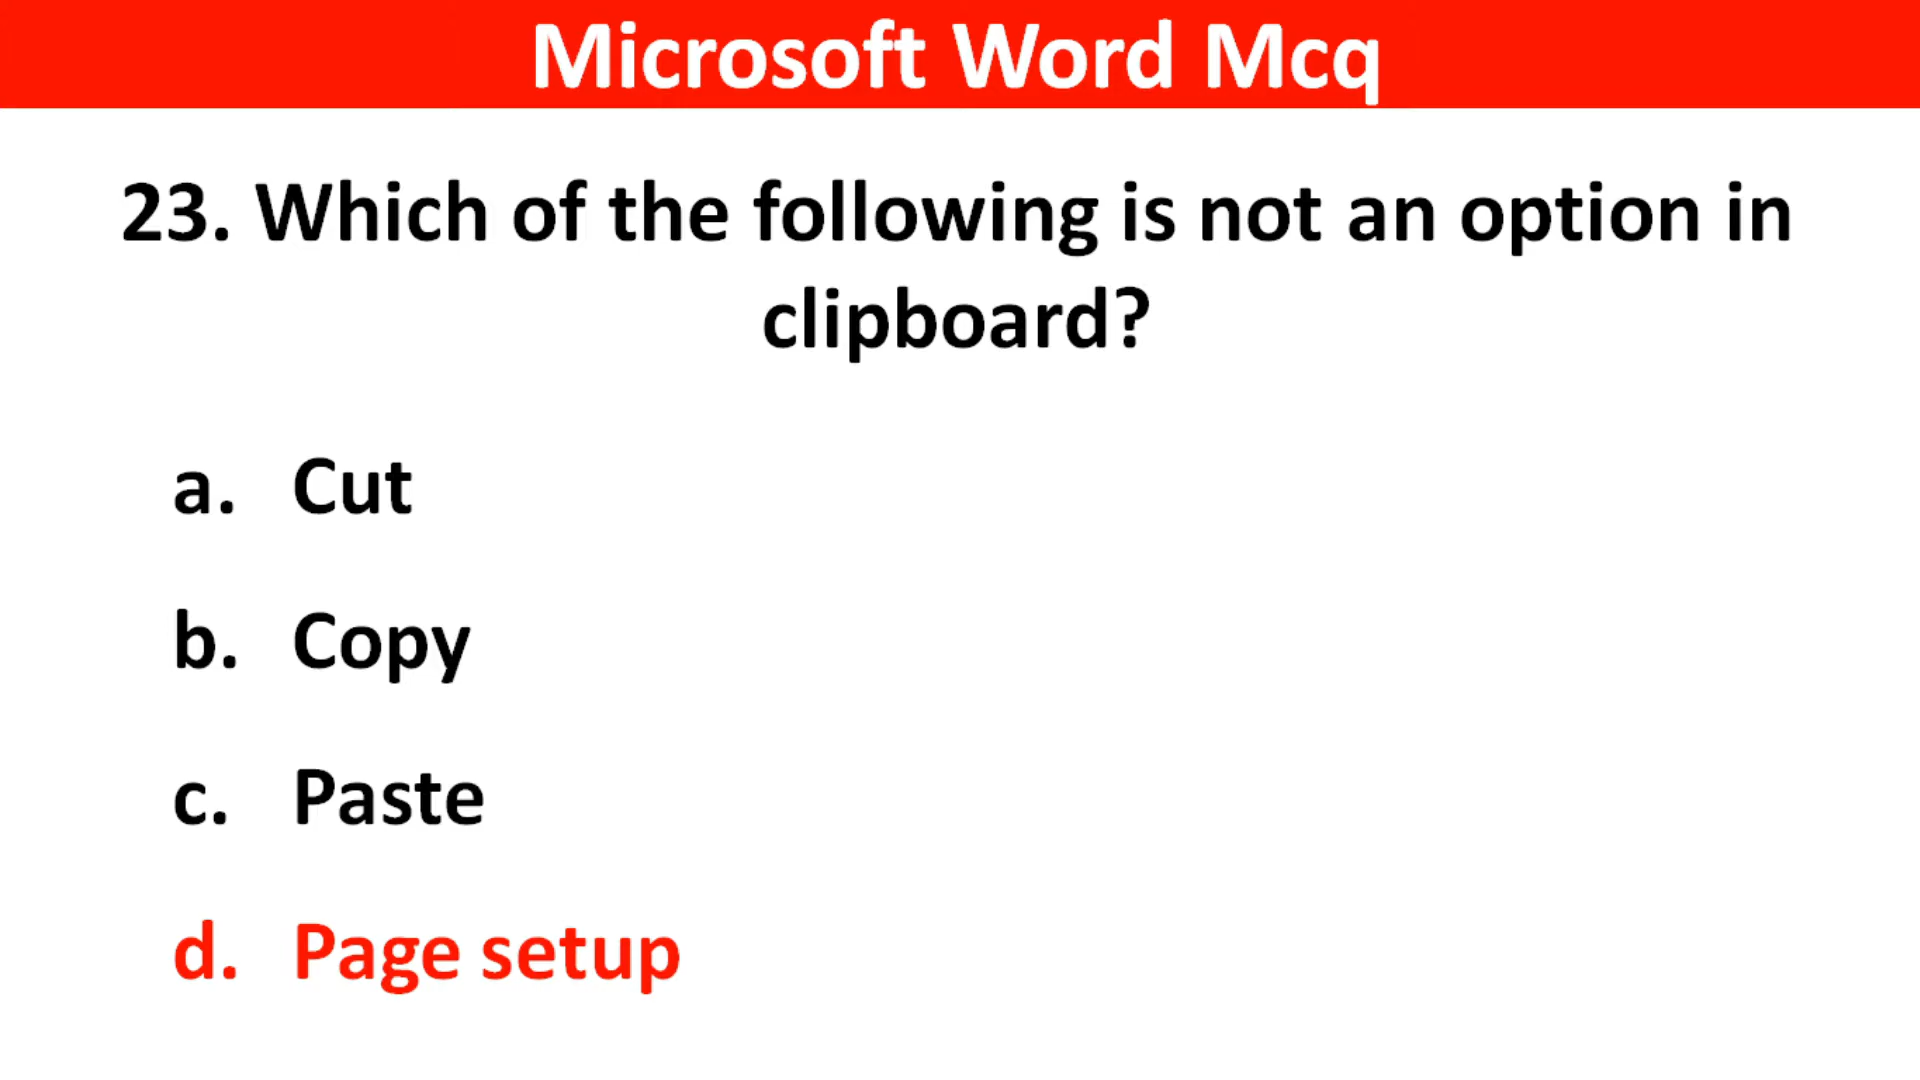 Microsoft Word Mcq
23. Which of the following is not an option in
clipboard?
a. Cut
b. Copy
c. Paste
d. Page setup